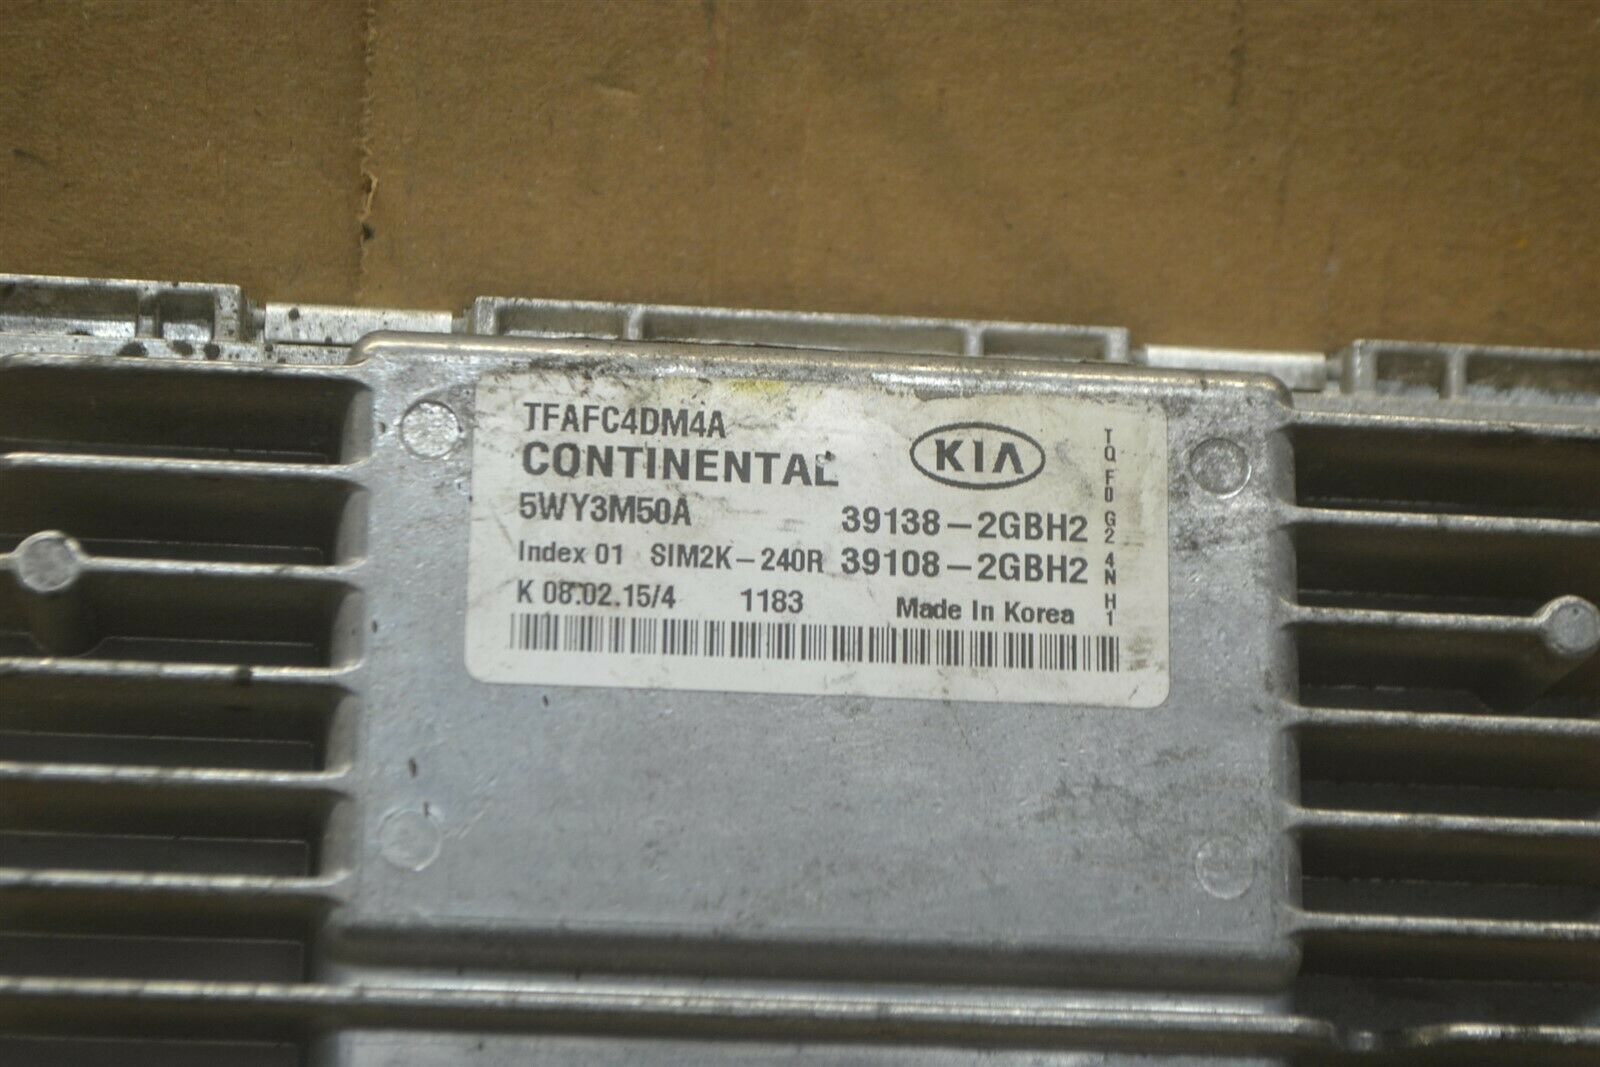 TFAFC4DM4A
CONTINENTAL
KIA
5WY3M50A 39138-2GBH2
Index 01 SIM2K-240R 39108-2GBH2
K 08.02.15/4 1183 Made In Korea
TQ F0 G2 4N H1